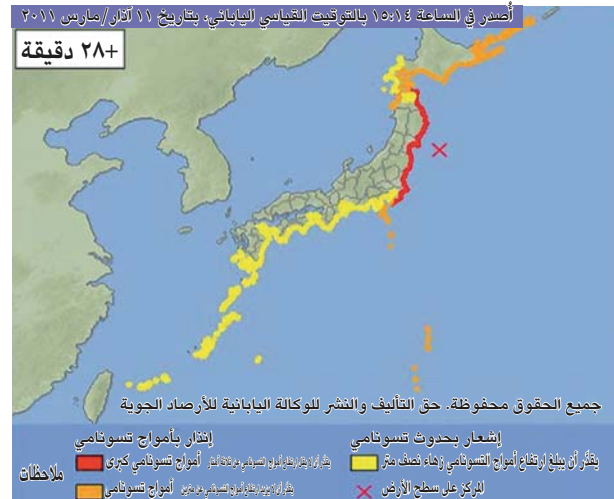 أُصدر في الساعة ١٥:١٤ بالتوقيت القياسي الياباني، بتاريخ ١١ آذار/مارس ٢٠١١
+٢٨ دقيقة
جميع الحقوق محفوظة. حق التأليف والنشر للوكالة اليابانية للأرصاد الجوية
إشعار بحدوث تسونامي
يقدَّر أن يبلغ ارتفاع أمواج التسونامي زهاء نصف متر
المركز على سطح الأرض
إنذار بأمواج تسونامي
أمواج تسونامي كبرى
أمواج تسونامي
ملاحظات